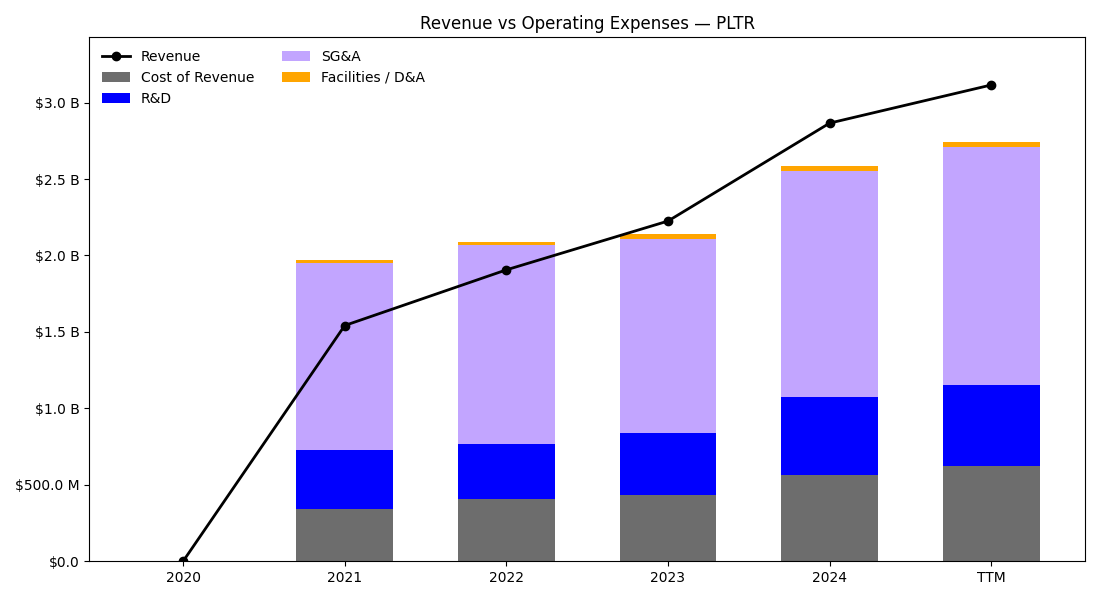 Revenue vs Operating Expenses — PLTR
Revenue
Cost of Revenue
R&D
SG&A
Facilities / D&A
$3.0 B
$2.5 B
$2.0 B
$1.5 B
$1.0 B
$500.0 M
$0.0
2020
2021
2022
2023
2024
TTM